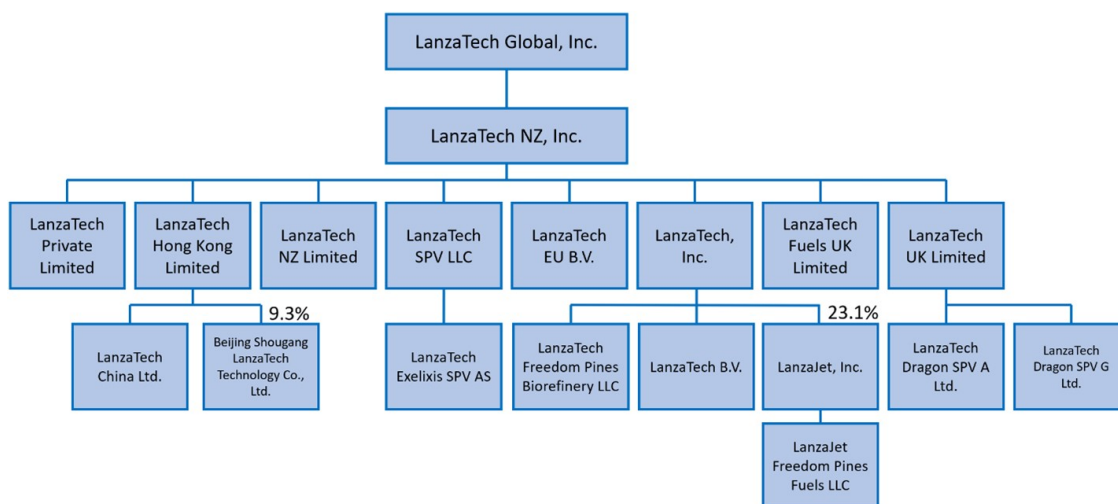 LanzaTech Global, Inc.
LanzaTech NZ, Inc.
LanzaTech
Private
Limited
LanzaTech
Hong Kong
Limited
LanzaTech
NZ Limited
LanzaTech
SPV LLC
LanzaTech
EU B.V.
LanzaTech,
Inc.
LanzaTech
Fuels UK
Limited
LanzaTech
UK Limited
9.3%
23.1%
LanzaTech
China Ltd.
Beijing Shougang
LanzaTech
Technology Co.,
Ltd.
LanzaTech
Exelixis SPV AS
LanzaTech
Freedom Pines
Biorefinery LLC
LanzaTech B.V.
LanzaJet, Inc.
LanzaTech
Dragon SPV A
Ltd.
LanzaTech
Dragon SPV G
Ltd.
LanzaJet
Freedom Pines
Fuels LLC